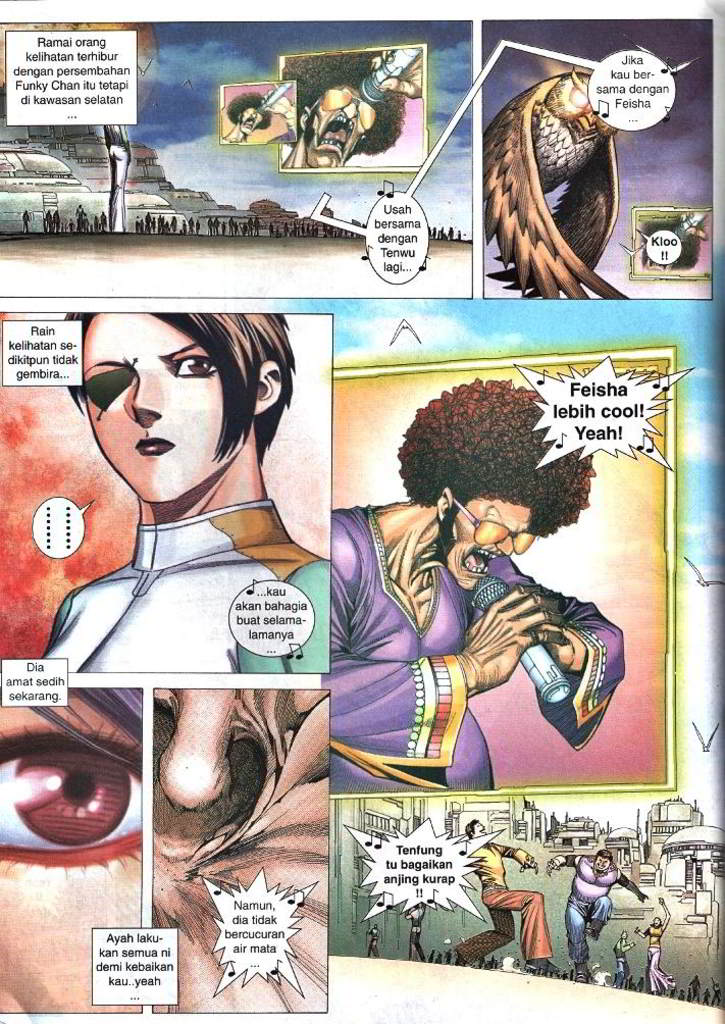 Ramai orang
kelihatan terhibur
dengan persembahan
Funky Chan itu tetapi
di kawasan selatan
...
Usah
bersama
dengan
Tenwu
lagi...
Jika
kau ber-
sama dengan
Feisha
...
Kloo
!!
Rain
kelihatan se-
dikitpun tidak
gembira...
...kau
akan bahagia
buat selama-
lamanya
...
Feisha
lebih cool!
Yeah!
Dia
amat sedih
sekarang.
Namun,
dia tidak
bercucuran
air mata
...
Ayah laku-
kan semua ni
demi kebaikan
kau..yeah
...
Tenfung
tu bagaikan
anjing kurap
!!